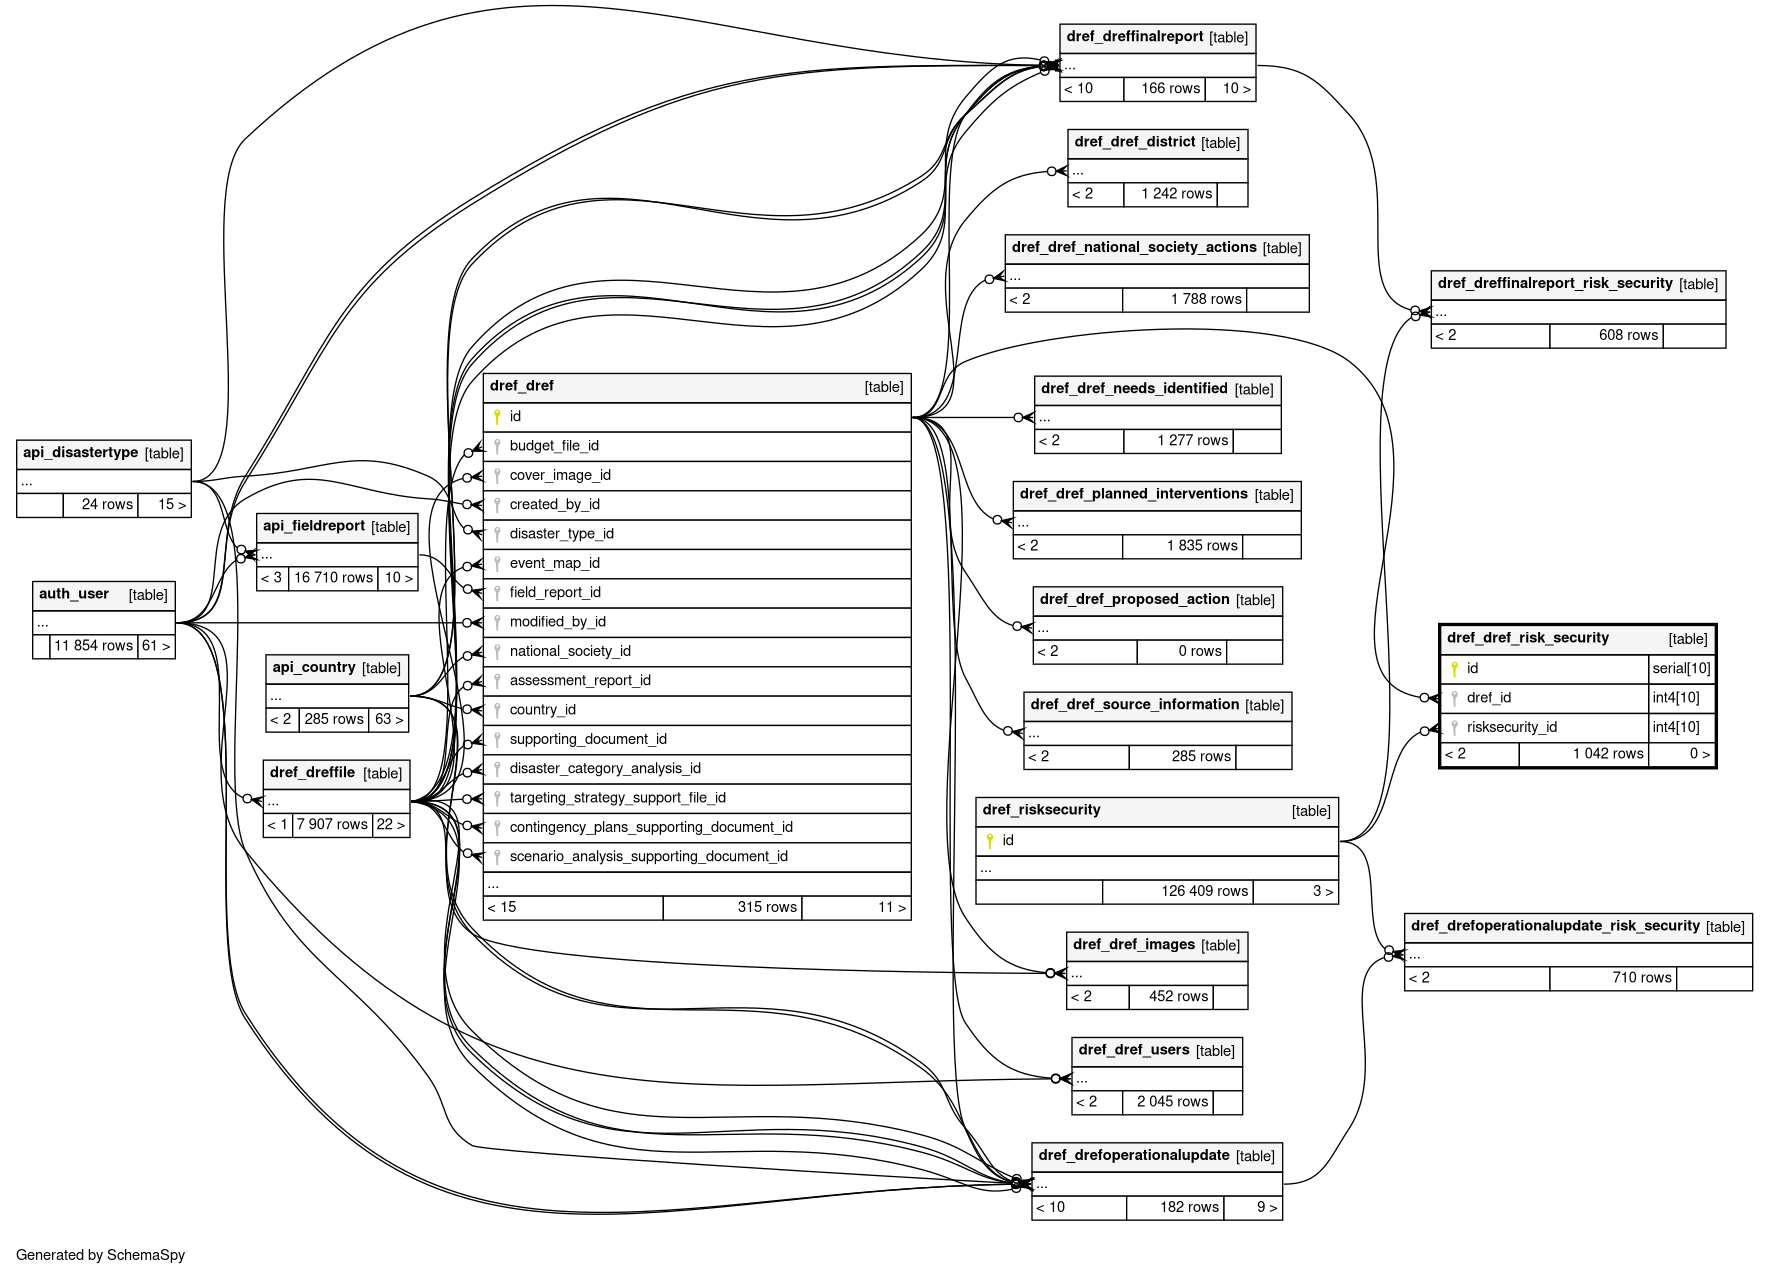 api_disastertype [table]
...
24 rows 15 >
auth_user [table]
...
11 854 rows 61 >
api_fieldreport [table]
...
< 3 16 710 rows 10 >
api_country [table]
...
< 2 285 rows 63 >
dref_dreffile [table]
...
< 1 7 907 rows 22 >
dref_dref [table]
id
budget_file_id
cover_image_id
created_by_id
disaster_type_id
event_map_id
field_report_id
modified_by_id
national_society_id
assessment_report_id
country_id
supporting_document_id
disaster_category_analysis_id
targeting_strategy_support_file_id
contingency_plans_supporting_document_id
scenario_analysis_supporting_document_id
...
< 15 315 rows 11 >
dref_dreffinalreport [table]
...
< 10 166 rows 10 >
dref_dref_district [table]
...
< 2 1 242 rows
dref_dref_national_society_actions [table]
...
< 2 1 788 rows
dref_dref_needs_identified [table]
...
< 2 1 277 rows
dref_dref_planned_interventions [table]
...
< 2 1 835 rows
dref_dref_proposed_action [table]
...
< 2 0 rows
dref_dref_source_information [table]
...
< 2 285 rows
dref_risksecurity [table]
id
...
126 409 rows 3 >
dref_dref_images [table]
...
< 2 452 rows
dref_dref_users [table]
...
< 2 2 045 rows
dref_drefoperationalupdate [table]
...
< 10 182 rows 9 >
dref_dreffinalreport_risk_security [table]
...
< 2 608 rows
dref_dref_risk_security [table]
id serial[10]
dref_id int4[10]
risksecurity_id int4[10]
< 2 1 042 rows 0 >
dref_drefoperationalupdate_risk_security [table]
...
< 2 710 rows
Generated by SchemaSpy